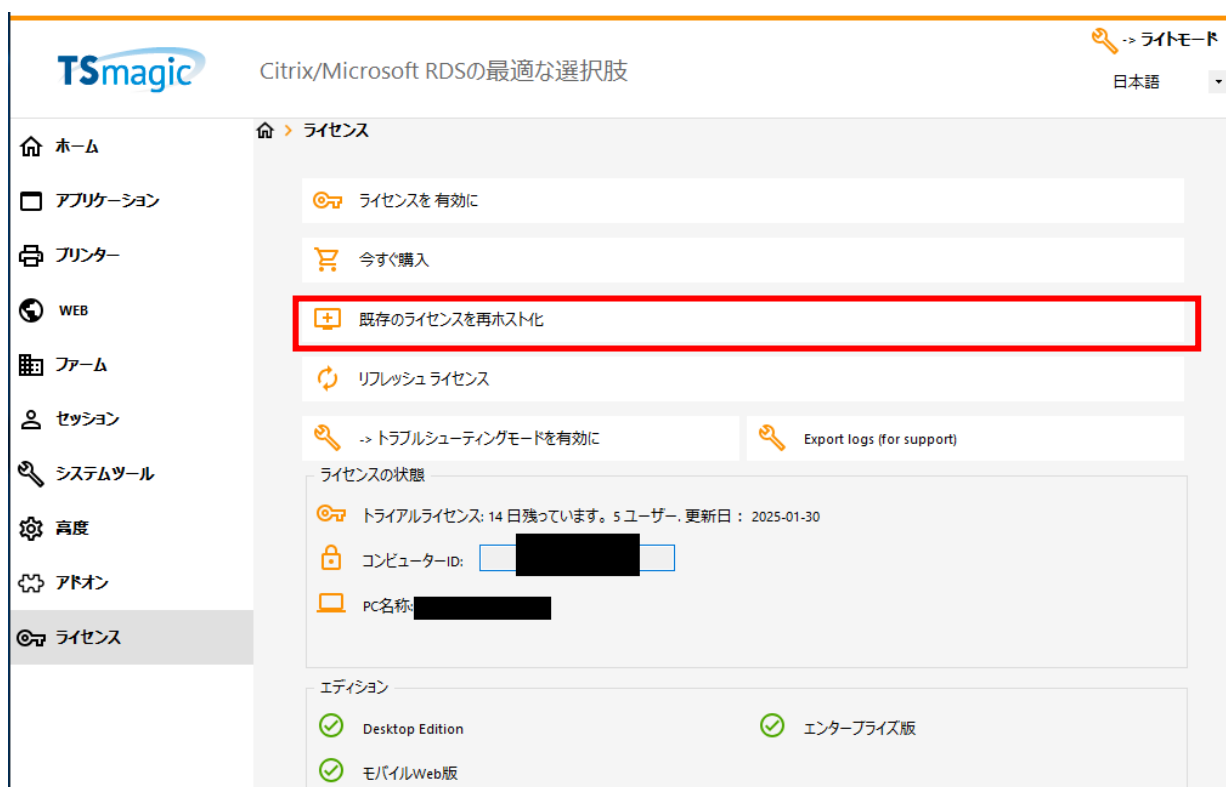 -> ライトモード
TSmagic
Citrix/Microsoft RDSの最適な選択肢
日本語
ホーム
アプリケーション
プリンター
WEB
ファーム
セッション
システムツール
高度
アドオン
ライセンス
ライセンス
ライセンスを 有効に
今すぐ購入
既存のライセンスを再ホスト化
リフレッシュ ライセンス
-> トラブルシューティングモードを有効に
Export logs (for support)
ライセンスの状態
トライアルライセンス: 14 日残っています。5 ユーザー. 更新日： 2025-01-30
コンピューターID:
PC名称:
エディション
Desktop Edition
エンタープライズ版
モバイルWeb版